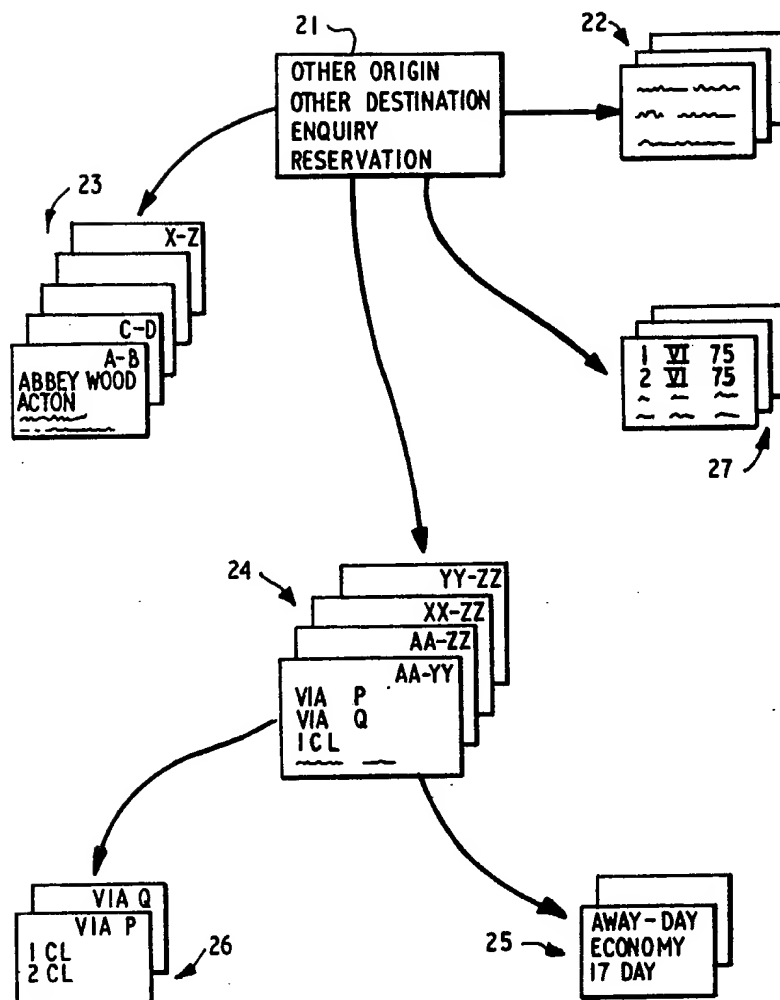 21
OTHER ORIGIN
OTHER DESTINATION
ENQUIRY
RESERVATION
22
23
X-Z
C-D
A-B
ABBEY WOOD
ACTON
1 VI 75
2 VI 75
27
24
YY-ZZ
XX-ZZ
AA-ZZ
AA-YY
VIA P
VIA Q
1 CL
VIA Q
VIA P
1 CL
2 CL
26
25
AWAY-DAY
ECONOMY
17 DAY